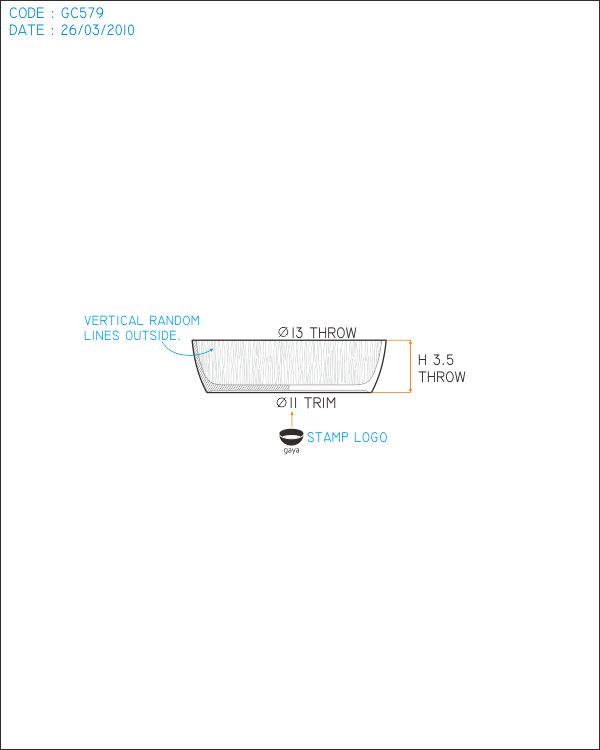 CODE : GC579
DATE : 26/03/2010
VERTICAL RANDOM
LINES OUTSIDE.
Ø13 THROW
H 3.5
THROW
Ø11 TRIM
STAMP LOGO
gaya